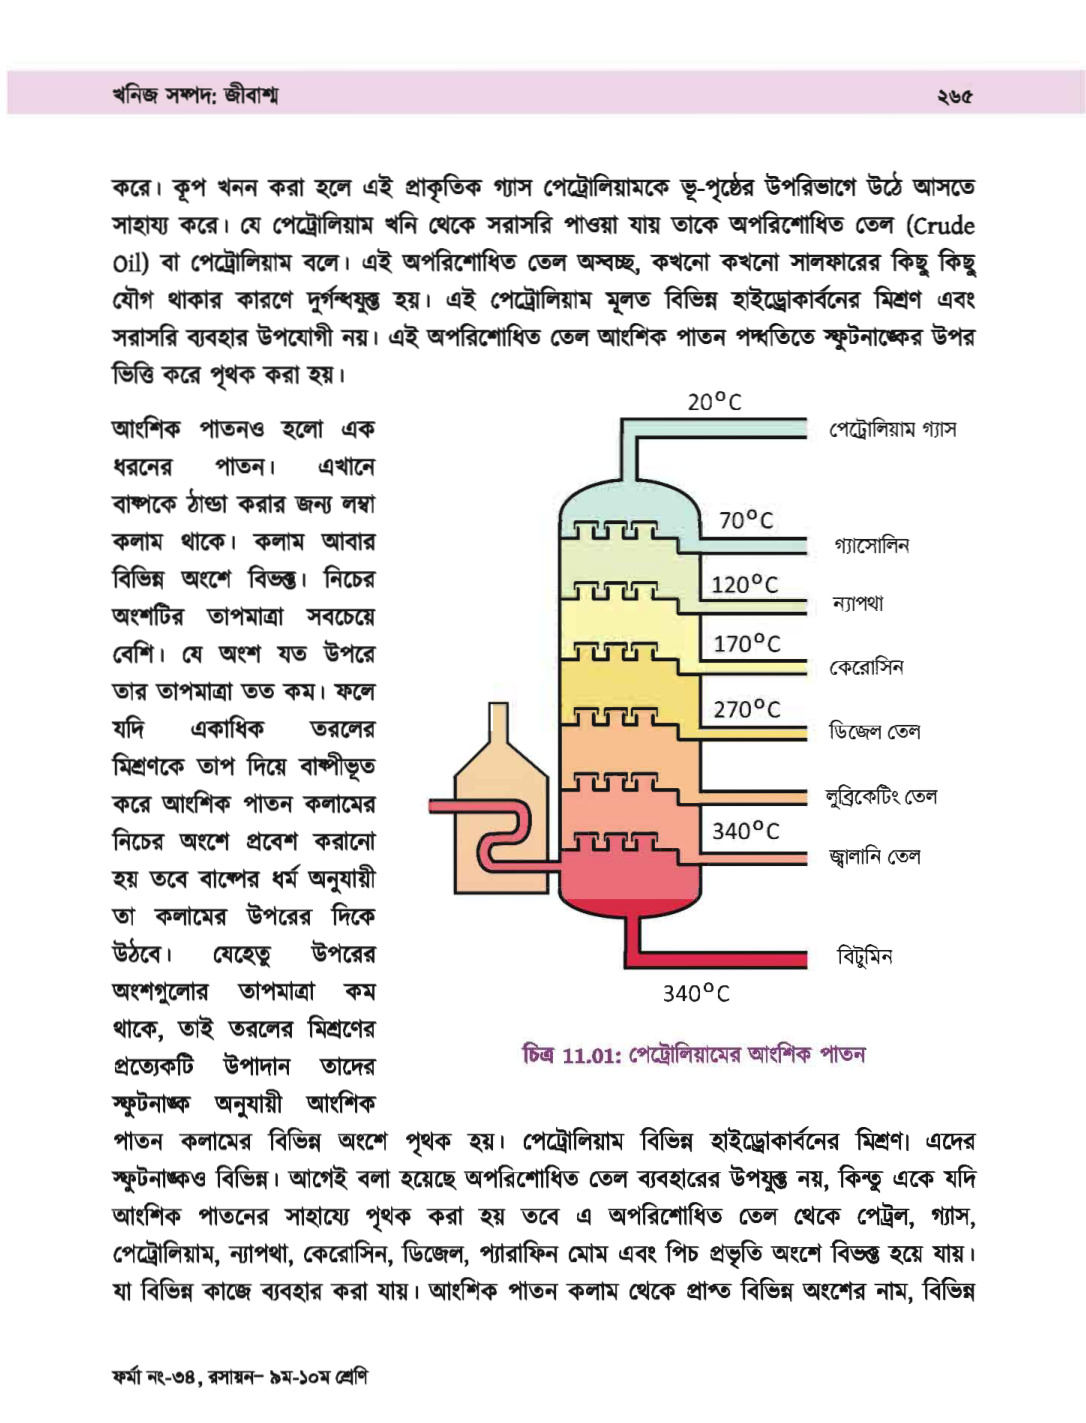 খনিজ সম্পদ: জীবাশ্ম ২৬৫
করে। কূপ খনন করা হলে এই প্রাকৃতিক গ্যাস পেট্রোলিয়ামকে ভূ-পৃষ্ঠের উপরিভাগে উঠে আসতে
সাহায্য করে। যে পেট্রোলিয়াম খনি থেকে সরাসরি পাওয়া যায় তাকে অপরিশোধিত তেল (Crude
Oil) বা পেট্রোলিয়াম বলে। এই অপরিশোধিত তেল অস্বচ্ছ, কখনো কখনো সালফারের কিছু কিছু
যৌগ থাকার কারণে দুর্গন্ধযুক্ত হয়। এই পেট্রোলিয়াম মূলত বিভিন্ন হাইড্রোকার্বনের মিশ্রণ এবং
সরাসরি ব্যবহার উপযোগী নয়। এই অপরিশোধিত তেল আংশিক পাতন পদ্ধতিতে স্ফুটনাঙ্কের উপর
ভিত্তি করে পৃথক করা হয়।
আংশিক পাতনও হলো এক
ধরনের পাতন। এখানে
বাষ্পকে ঠাণ্ডা করার জন্য লম্বা
কলাম থাকে। কলাম আবার
বিভিন্ন অংশে বিভক্ত। নিচের
অংশটির তাপমাত্রা সবচেয়ে
বেশি। যে অংশ যত উপরে
তার তাপমাত্রা তত কম। ফলে
যদি একাধিক তরলের
মিশ্রণকে তাপ দিয়ে বাষ্পীভূত
করে আংশিক পাতন কলামের
নিচের অংশে প্রবেশ করানো
হয় তবে বাষ্পের ধর্ম অনুযায়ী
তা কলামের উপরের দিকে
উঠবে। যেহেতু উপরের
অংশগুলোর তাপমাত্রা কম
থাকে, তাই তরলের মিশ্রণের
প্রত্যেকটি উপাদান তাদের
স্ফুটনাঙ্ক অনুযায়ী আংশিক
20°C
পেট্রোলিয়াম গ্যাস
70°C
গ্যাসোলিন
120°C
ন্যাপথা
170°C
কেরোসিন
270°C
ডিজেল তেল
লুব্রিকেটিং তেল
340°C
জ্বালানি তেল
বিটুমিন
340°C
চিত্র 11.01: পেট্রোলিয়ামের আংশিক পাতন
পাতন কলামের বিভিন্ন অংশে পৃথক হয়। পেট্রোলিয়াম বিভিন্ন হাইড্রোকার্বনের মিশ্রণ। এদের
স্ফুটনাঙ্কও বিভিন্ন। আগেই বলা হয়েছে অপরিশোধিত তেল ব্যবহারের উপযুক্ত নয়, কিন্তু একে যদি
আংশিক পাতনের সাহায্যে পৃথক করা হয় তবে এ অপরিশোধিত তেল থেকে পেট্রল, গ্যাস,
পেট্রোলিয়াম, ন্যাপথা, কেরোসিন, ডিজেল, প্যারাফিন মোম এবং পিচ প্রভৃতি অংশে বিভক্ত হয়ে যায়।
যা বিভিন্ন কাজে ব্যবহার করা যায়। আংশিক পাতন কলাম থেকে প্রাপ্ত বিভিন্ন অংশের নাম, বিভিন্ন
ফর্মা নং-৩৪, রসায়ন– ৯ম-১০ম শ্রেণি